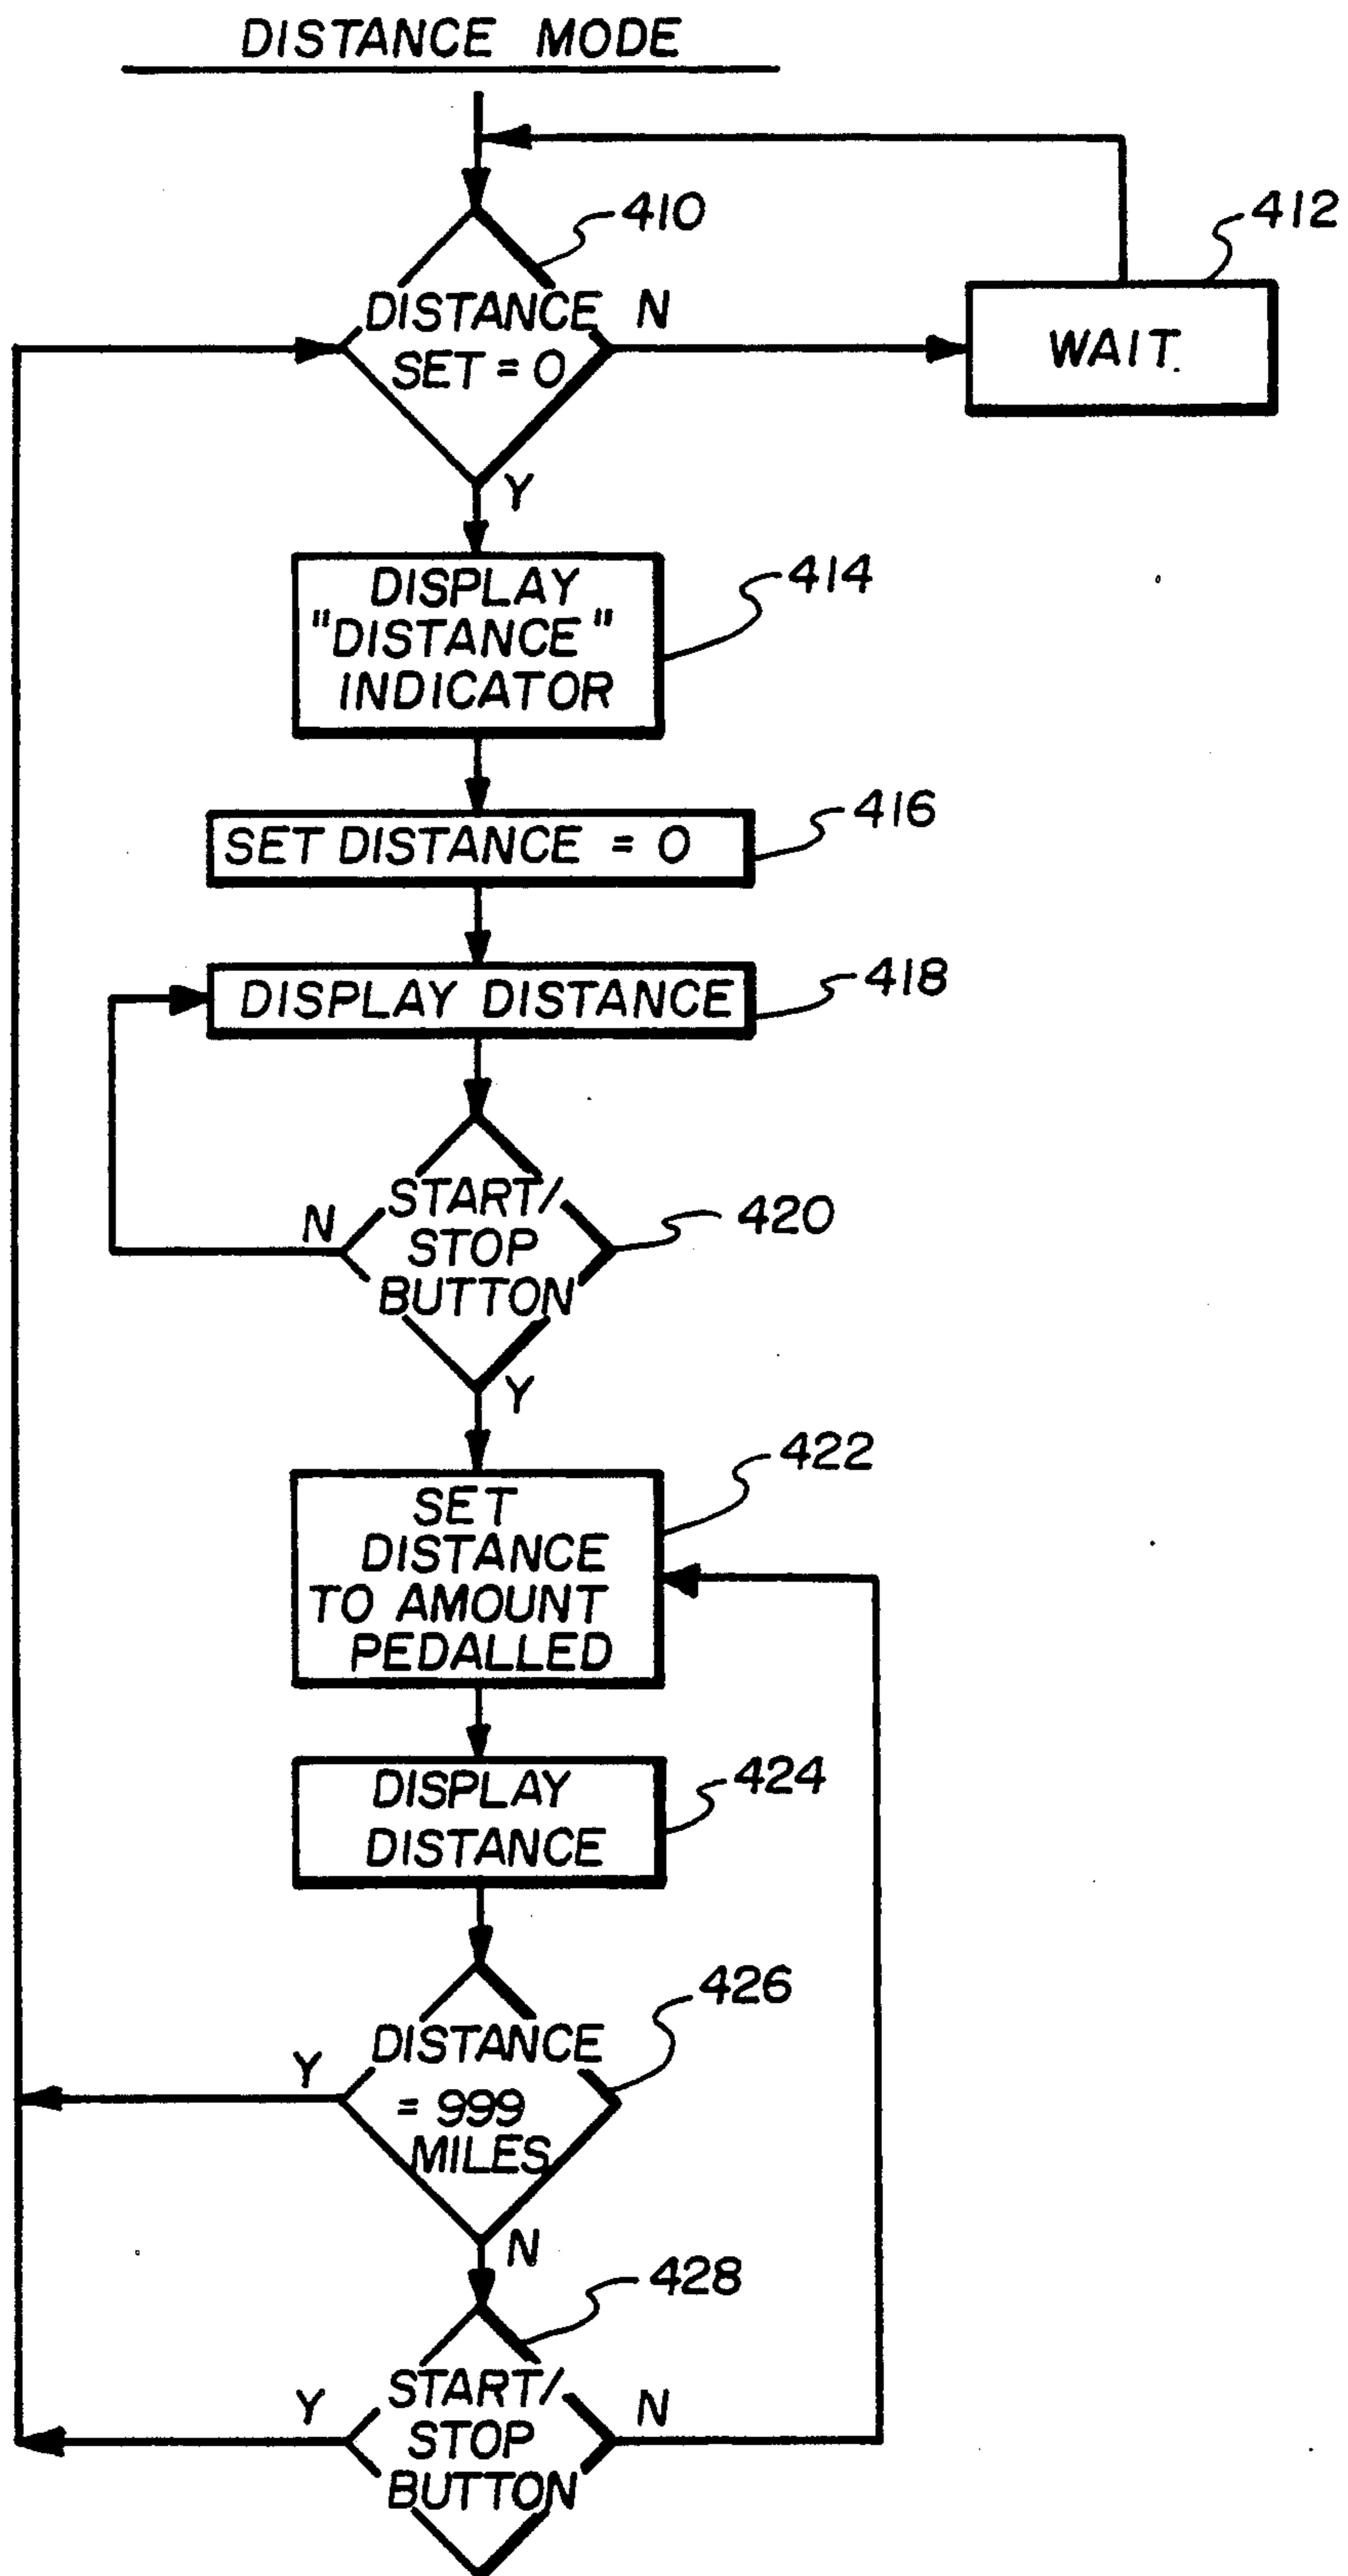 DISTANCE MODE
410
412
DISTANCE N
SET = 0
WAIT.
Y
DISPLAY
"DISTANCE"
INDICATOR
414
SET DISTANCE = 0
416
DISPLAY DISTANCE
418
START/
STOP
BUTTON
N
420
Y
422
SET
DISTANCE
TO AMOUNT
PEDALLED
DISPLAY
DISTANCE
424
426
DISTANCE
= 999
MILES
Y
N
428
START/
STOP
BUTTON
Y
N